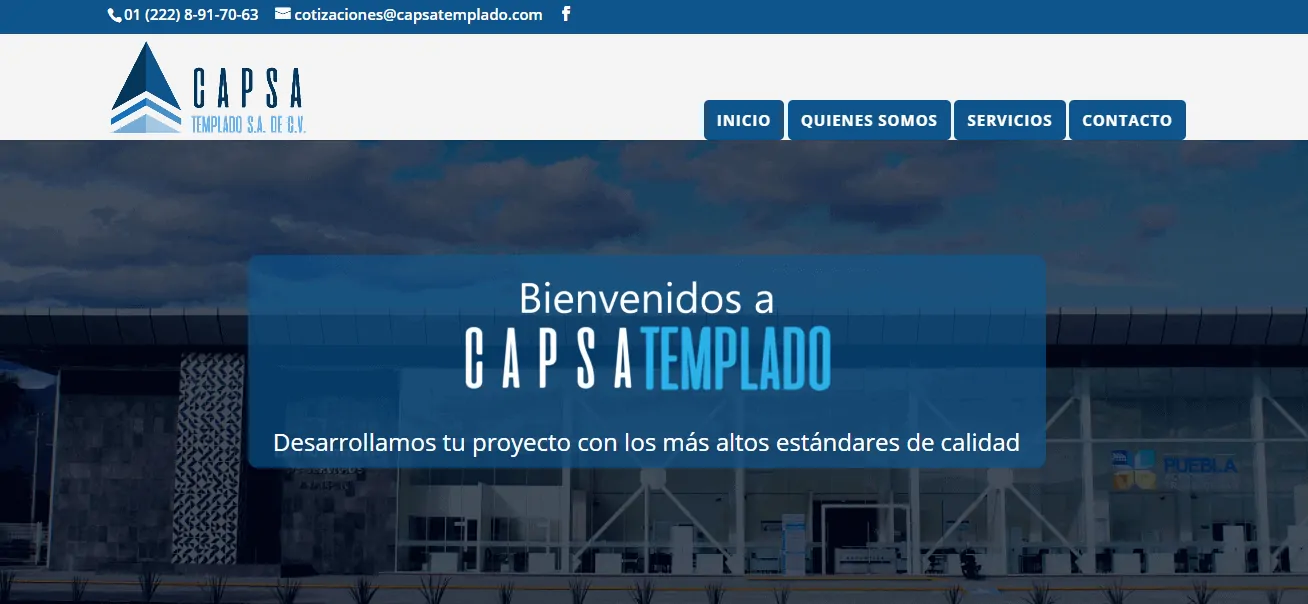 01 (222) 8-91-70-63 cotizaciones@capsatemplado.com
CAPSA
TEMPLADO S.A. DE C.V.
INICIO QUIENES SOMOS SERVICIOS CONTACTO
Bienvenidos a
CAPSATEMPLADO
Desarrollamos tu proyecto con los más altos estándares de calidad
PUEBLA